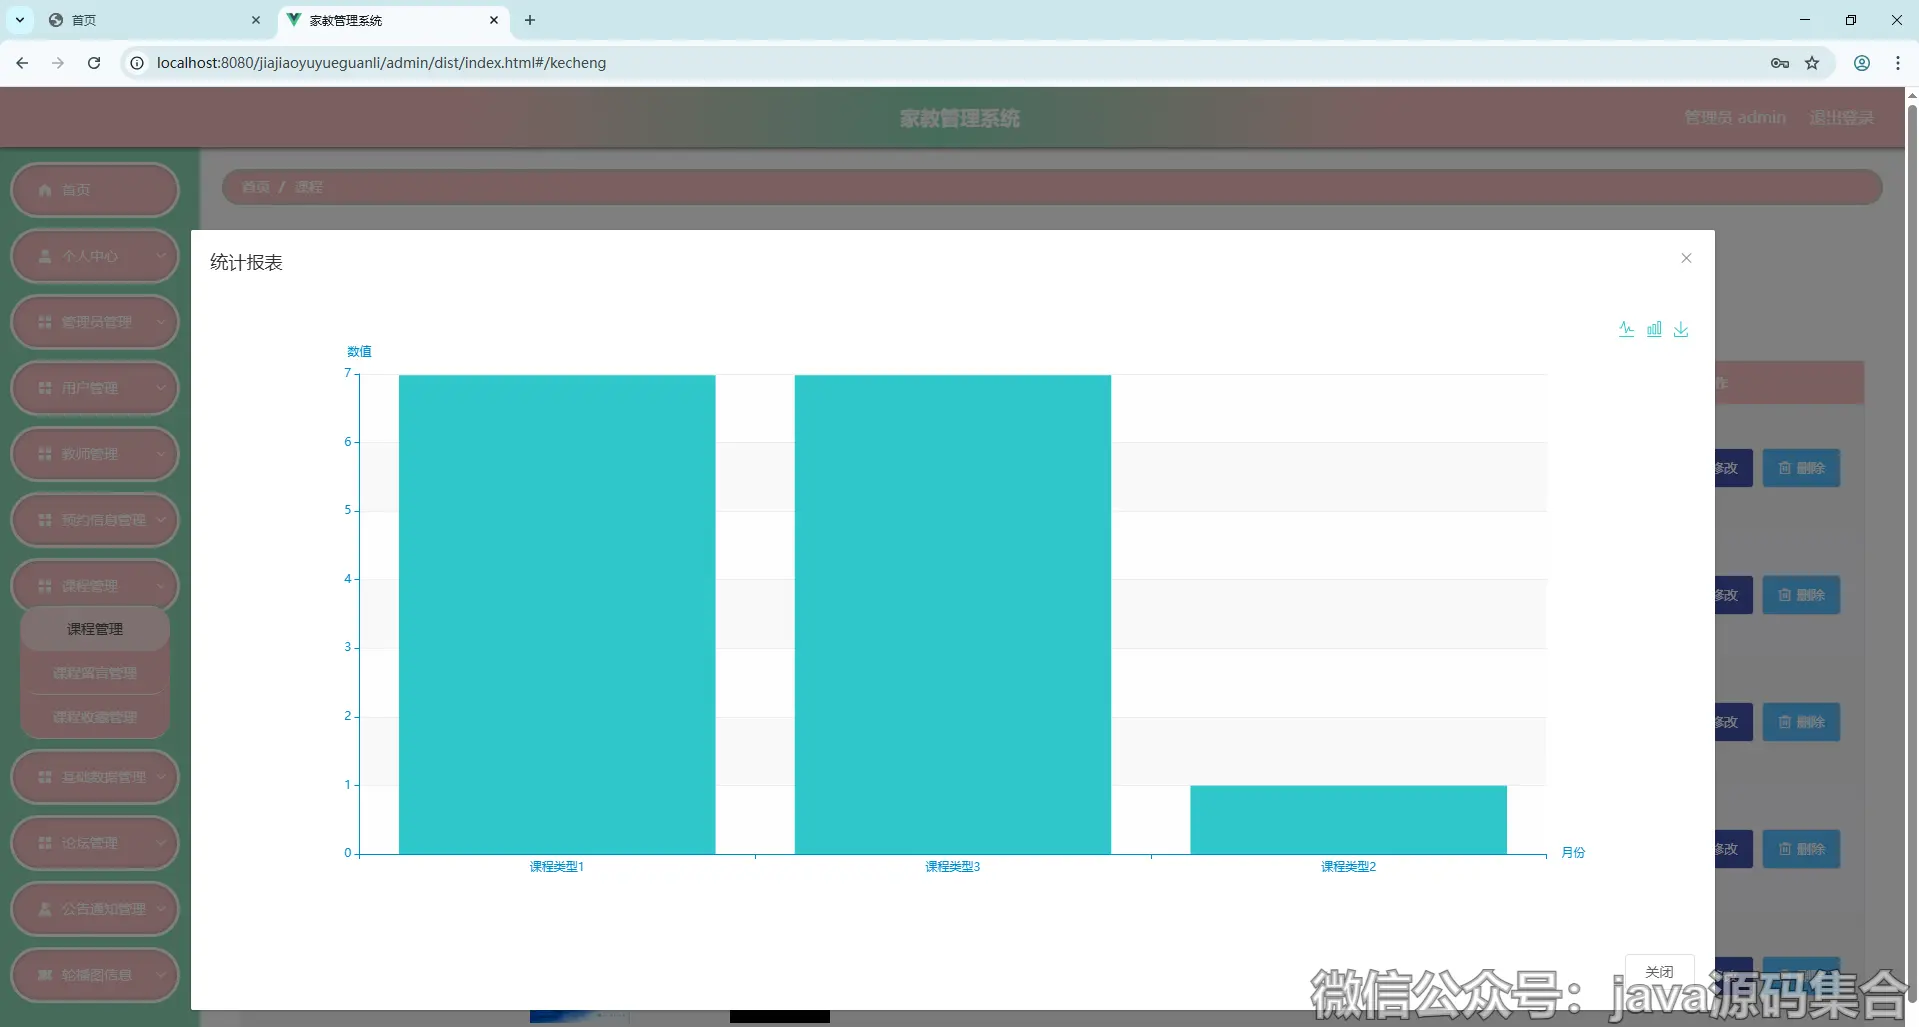 首页
家教管理系统
localhost:8080/jiajiaoyuyueguanli/admin/dist/index.html#/kecheng
家教管理系统
管理员 admin
退出登录
首页
首页 / 课程
个人中心
管理员管理
用户管理
教师管理
预约信息管理
课程管理
课程管理
课程留言管理
课程收藏管理
基础数据管理
论坛管理
公告通知管理
轮播图信息
统计报表
数值
7
6
5
4
3
2
1
0
课程类型1
课程类型3
课程类型2
月份
作
修改
删除
修改
删除
修改
删除
修改
删除
关闭
微信公众号：java源码集合